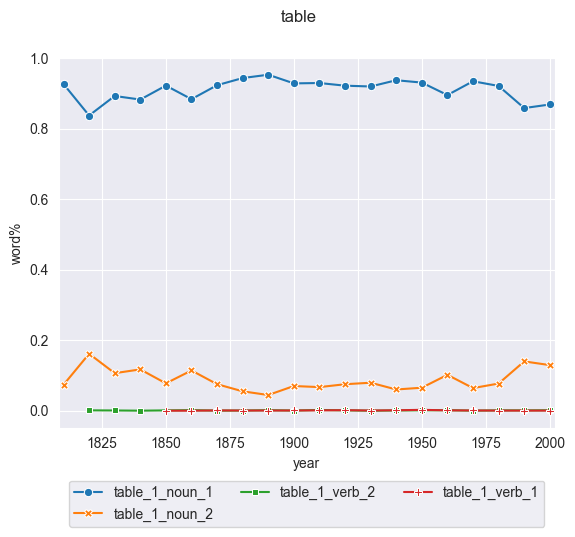 table
1.0
0.8
0.6
0.4
0.2
0.0
word%
1825 1850 1875 1900 1925 1950 1975 2000
year
table_1_noun_1 table_1_verb_2 table_1_verb_1
table_1_noun_2